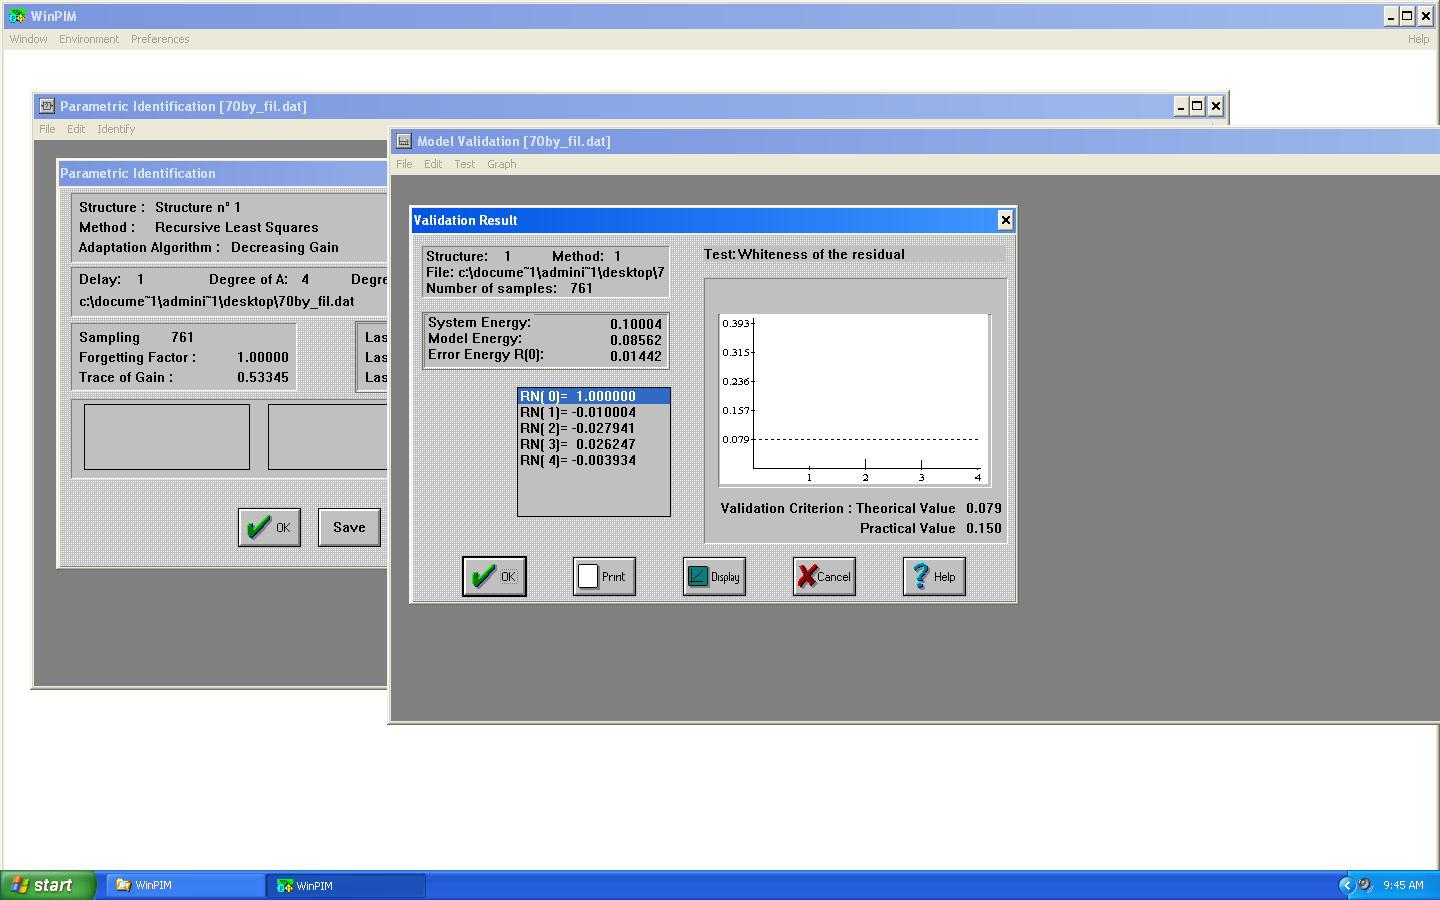 WinPIM
Window Environment Preferences Help
Parametric Identification [70by_fil.dat]
File Edit Identify
Parametric Identification
Structure : Structure n° 1
Method : Recursive Least Squares
Adaptation Algorithm : Decreasing Gain
Delay: 1 Degree of A: 4 Degre
c:\docume~1\admini~1\desktop\70by_fil.dat
Sampling 761
Forgetting Factor : 1.00000
Trace of Gain : 0.53345
Las
Las
Las
OK
Save
Model Validation [70by_fil.dat]
File Edit Test Graph
Validation Result
Structure: 1 Method: 1
File: c:\docume~1\admini~1\desktop\7
Number of samples: 761
System Energy: 0.10004
Model Energy: 0.08562
Error Energy R(0): 0.01442
RN( 0)= 1.000000
RN( 1)= -0.010004
RN( 2)= -0.027941
RN( 3)= 0.026247
RN( 4)= -0.003934
Test:Whiteness of the residual
0.393
0.315
0.236
0.157
0.079
1 2 3 4
Validation Criterion : Theorical Value 0.079
Practical Value 0.150
OK Print Display Cancel Help
start WinPIM WinPIM 9:45 AM